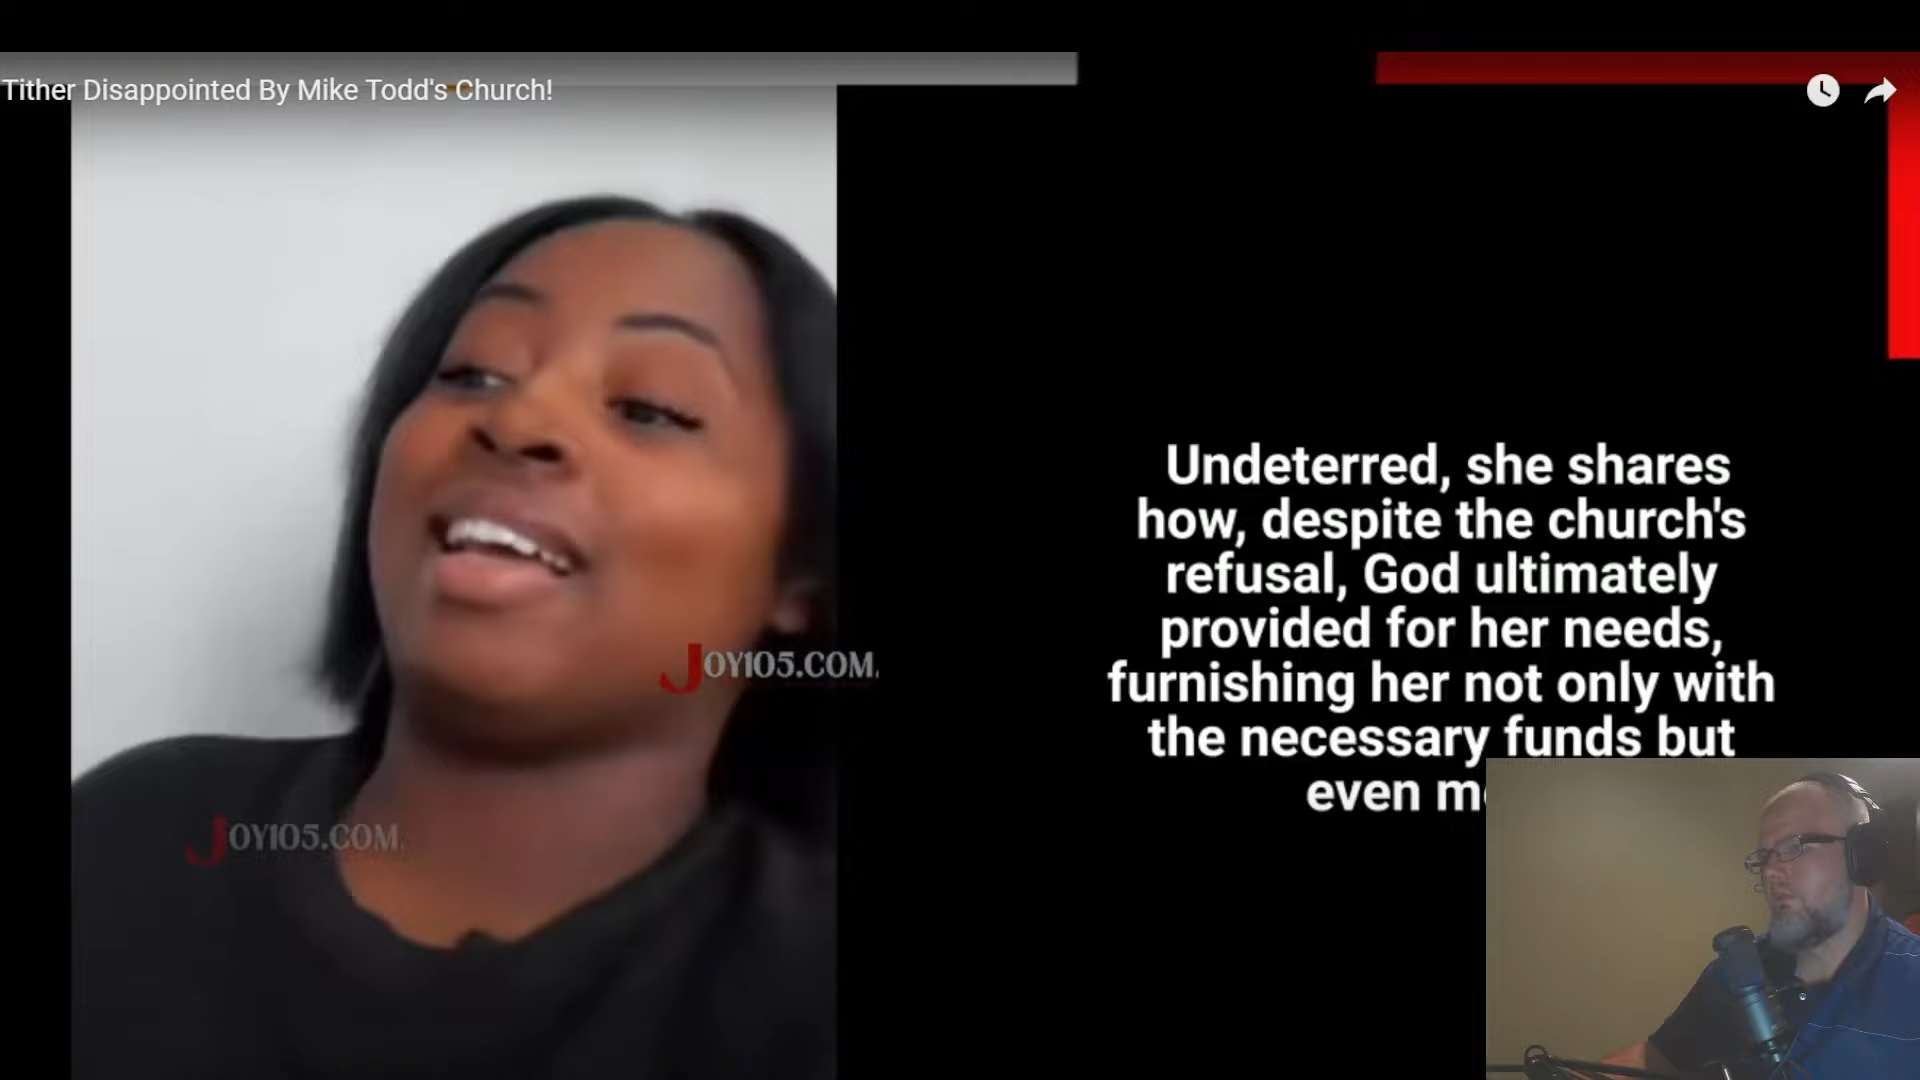 Tither Disappointed By Mike Todd's Church!
Undeterred, she shares
how, despite the church's
refusal, God ultimately
provided for her needs,
furnishing her not only with
the necessary funds but
even
JOY105.COM.
JOY105.COM.